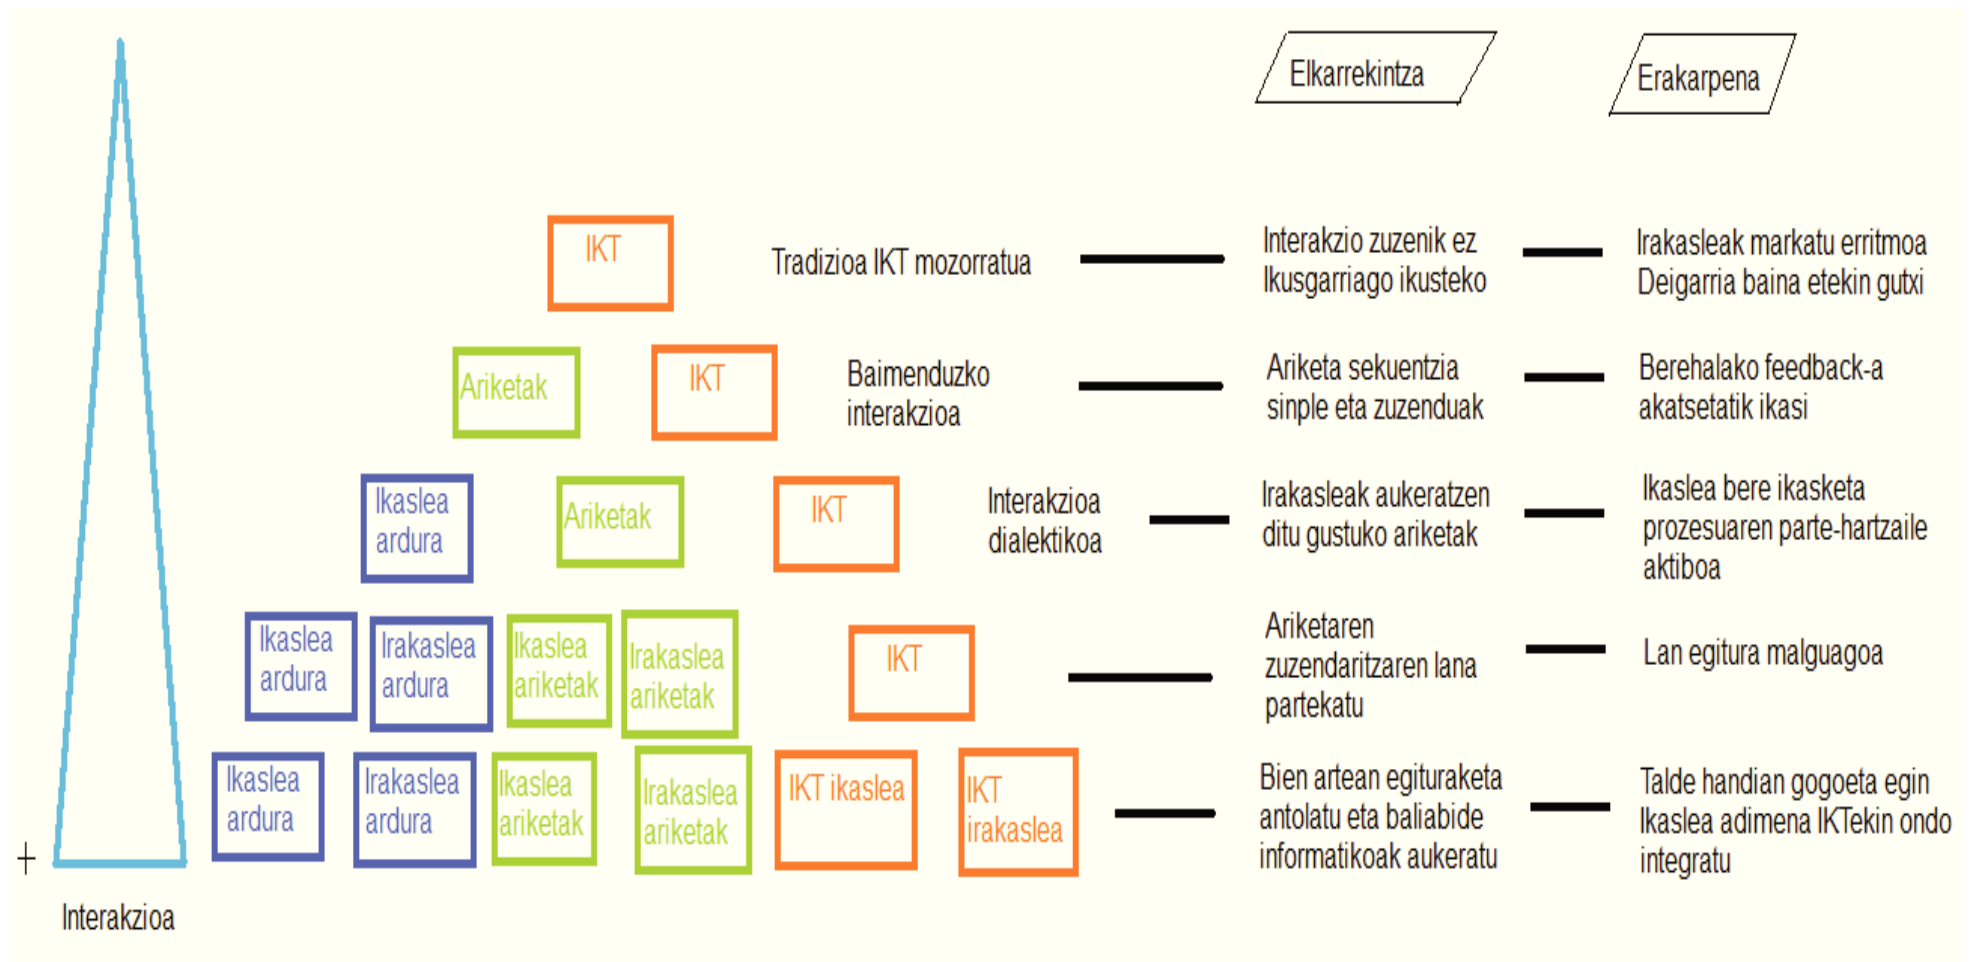 Elkarrekintza
Erakarpena
IKT
Tradizioa IKT mozorratua
Interakzio zuzenik ez
Ikusgarriago ikusteko
Irakasleak markatu erritmoa
Deigarria baina etekin gutxi
Ariketak
IKT
Baimenduzko
interakzioa
Ariketa sekuentzia
sinple eta zuzenduak
Berehalako feedback-a
akatsetatik ikasi
Ikaslea
ardura
Ariketak
IKT
Interakzioa
dialektikoa
Irakasleak aukeratzen
ditu gustuko ariketak
Ikaslea bere ikasketa
prozesuaren parte-hartzaile
aktiboa
Ikaslea
ardura
Irakaslea
ardura
Ikaslea
ariketak
Irakaslea
ariketak
IKT
Ariketaren
zuzendaritzaren lana
partekatu
Lan egitura malguagoa
Ikaslea
ardura
Irakaslea
ardura
Ikaslea
ariketak
Irakaslea
ariketak
IKT ikaslea
IKT
irakaslea
Bien artean egituraketa
antolatu eta baliabide
informatikoak aukeratu
Talde handian gogoeta egin
Ikaslea adimena IKTekin ondo
integratu
+
Interakzioa